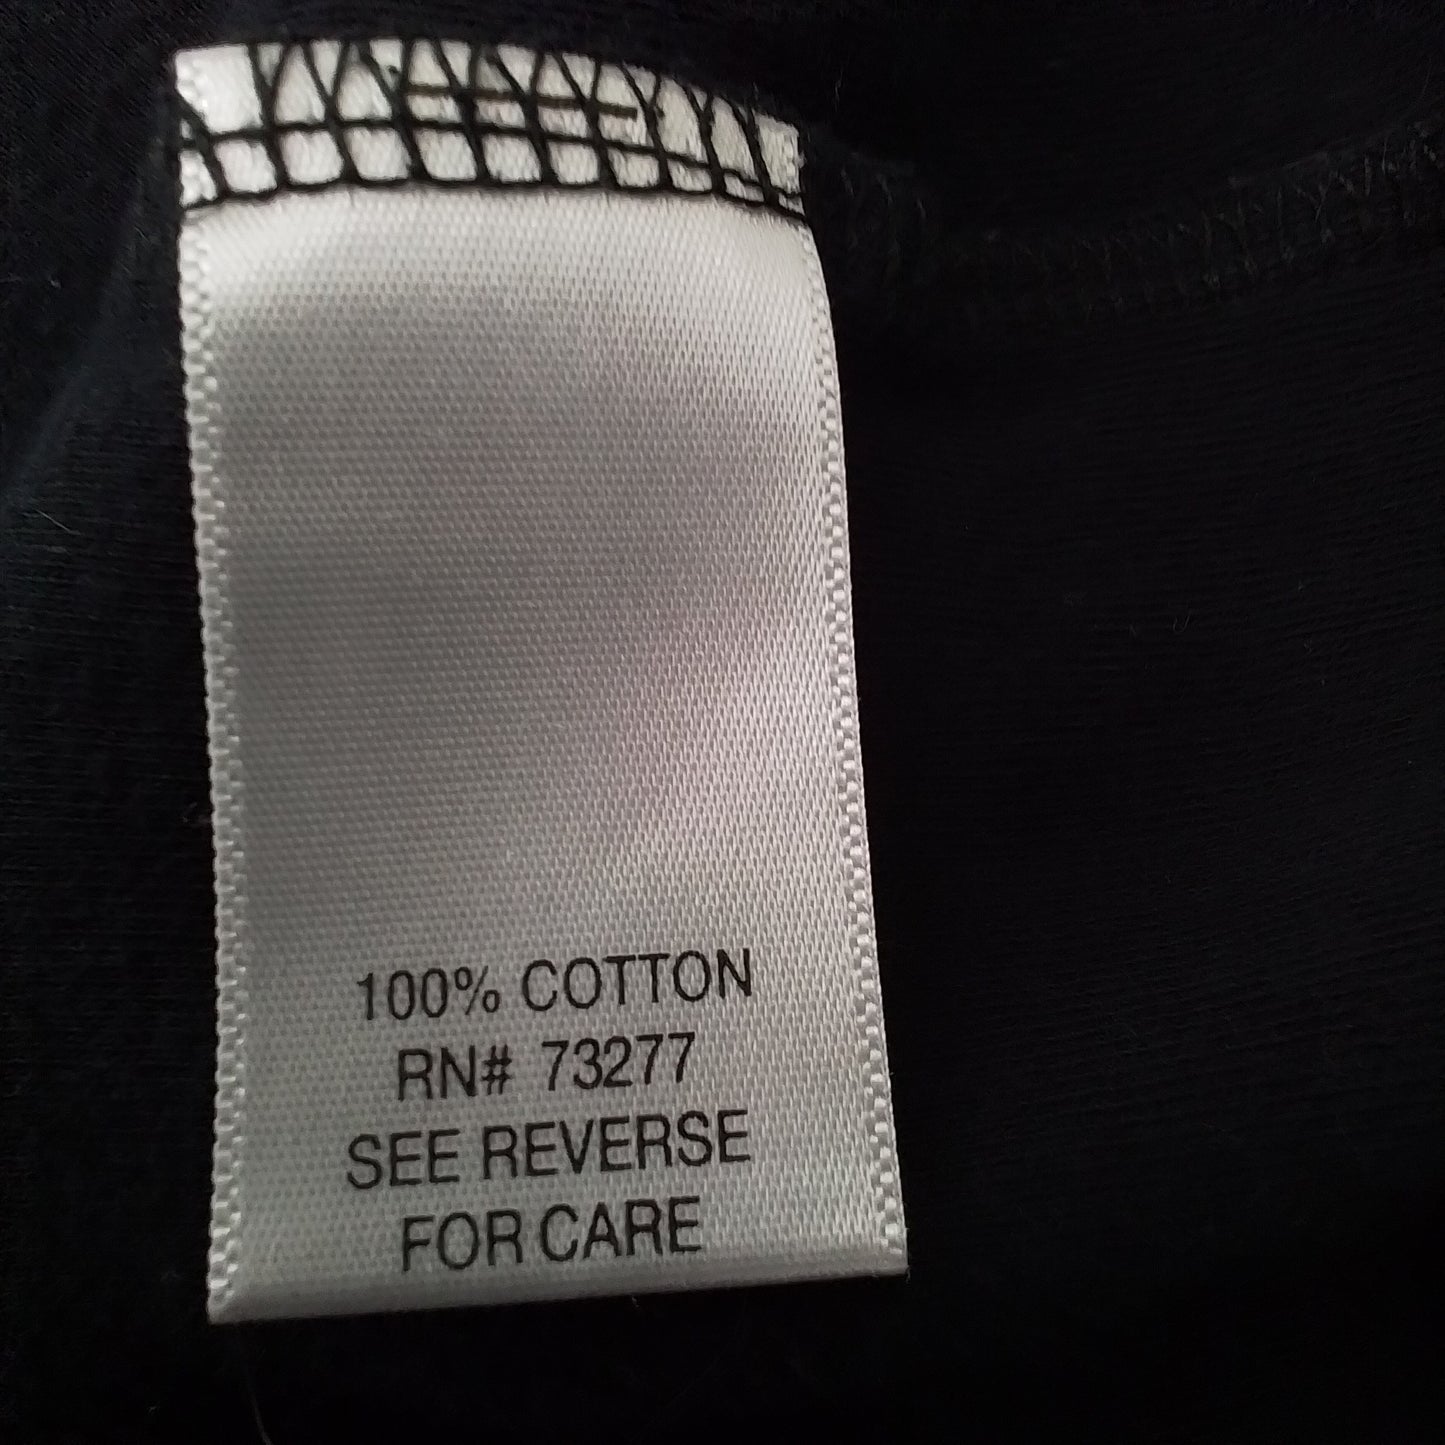 100% COTTON
RN# 73277
SEE REVERSE
FOR CARE